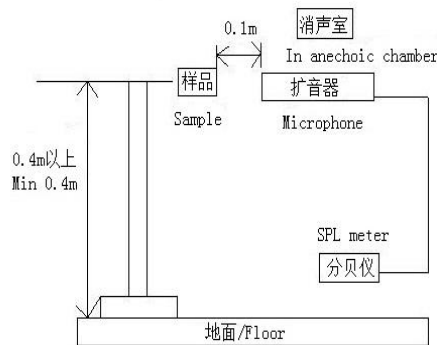 消声室
0.1m
In anechoic chamber
样品
扩音器
Sample
Microphone
0.4m以上
Min 0.4m
SPL meter
分贝仪
地面/Floor